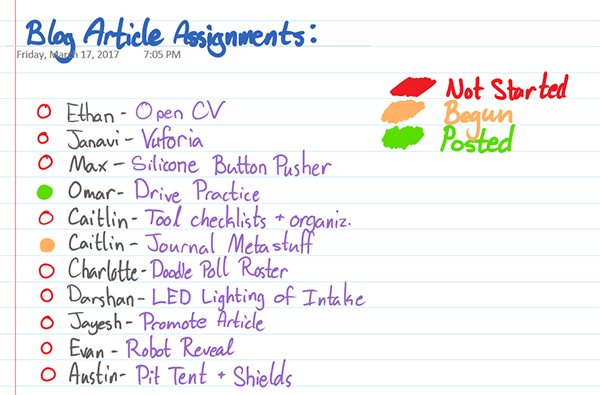 Blog Article Assignments:
Friday, March 17, 2017 7:05 PM
Not Started
Begun
Posted
Ethan - Open CV
Janavi - Vuforia
Max - Silicone Button Pusher
Omar - Drive Practice
Caitlin - Tool checklists + organiz.
Caitlin - Journal Metastuff
Charlotte - Doodle Poll Roster
Darshan - LED Lighting of Intake
Jayesh - Promote Article
Evan - Robot Reveal
Austin - Pit Tent + Shields